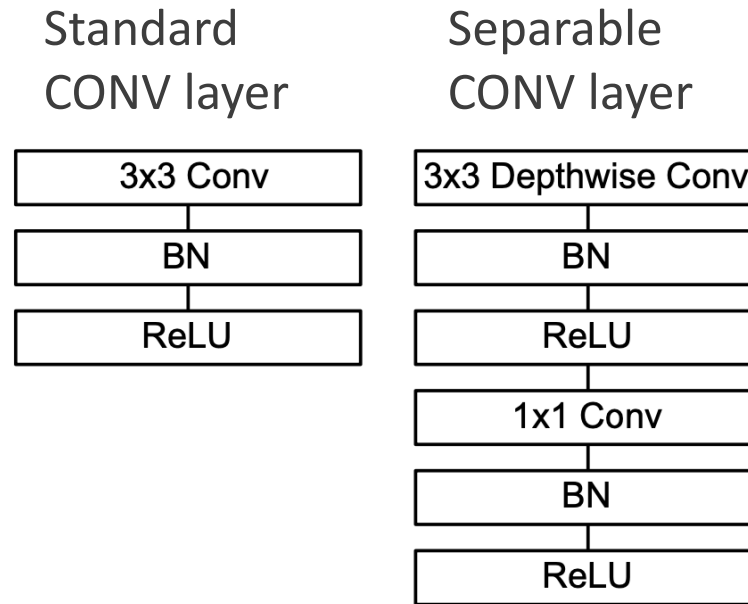 Standard
CONV layer
3x3 Conv
BN
ReLU
Separable
CONV layer
3x3 Depthwise Conv
BN
ReLU
1x1 Conv
BN
ReLU